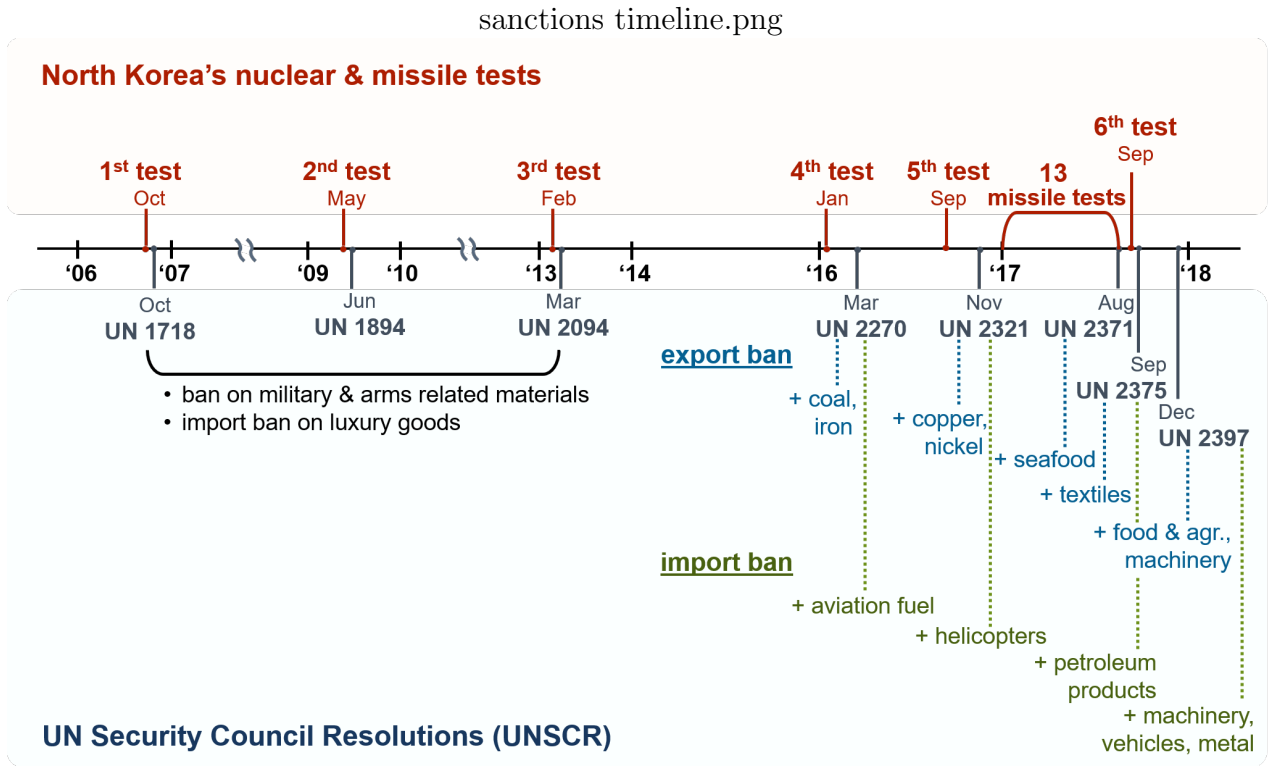 sanctions timeline.png
North Korea’s nuclear & missile tests
6th test
Sep
1st test
Oct
2nd test
May
3rd test
Feb
4th test
Jan
5th test
Sep
13
missile tests
‘06
‘07
‘09
‘10
‘13
‘14
‘16
‘17
‘18
Oct
UN 1718
Jun
UN 1894
Mar
UN 2094
Mar
UN 2270
Nov
UN 2321
Aug
UN 2371
Sep
UN 2375
Dec
UN 2397
• ban on military & arms related materials
• import ban on luxury goods
export ban
+ coal,
iron
+ copper,
nickel
+ seafood
+ textiles
+ food & agr.,
machinery
import ban
+ aviation fuel
+ helicopters
+ petroleum
products
+ machinery,
vehicles, metal
UN Security Council Resolutions (UNSCR)